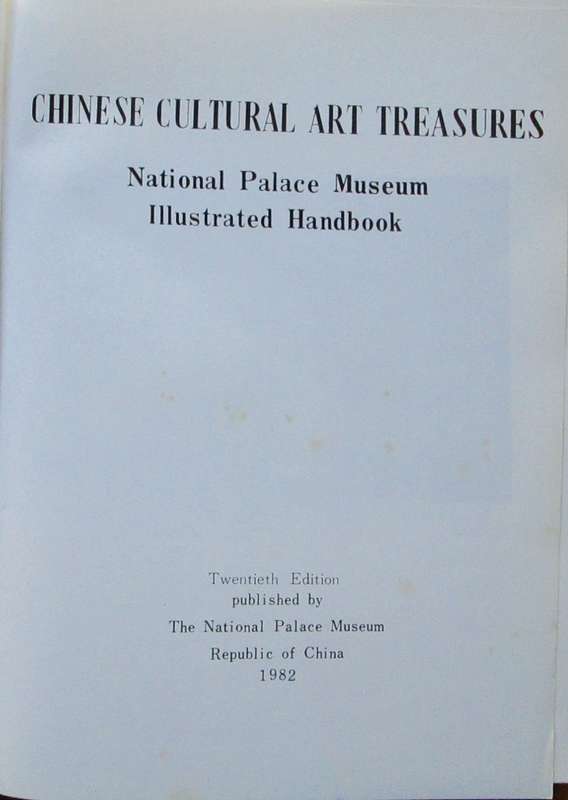 CHINESE CULTURAL ART TREASURES
National Palace Museum
Illustrated Handbook
Twentieth Edition
published by
The National Palace Museum
Republic of China
1982